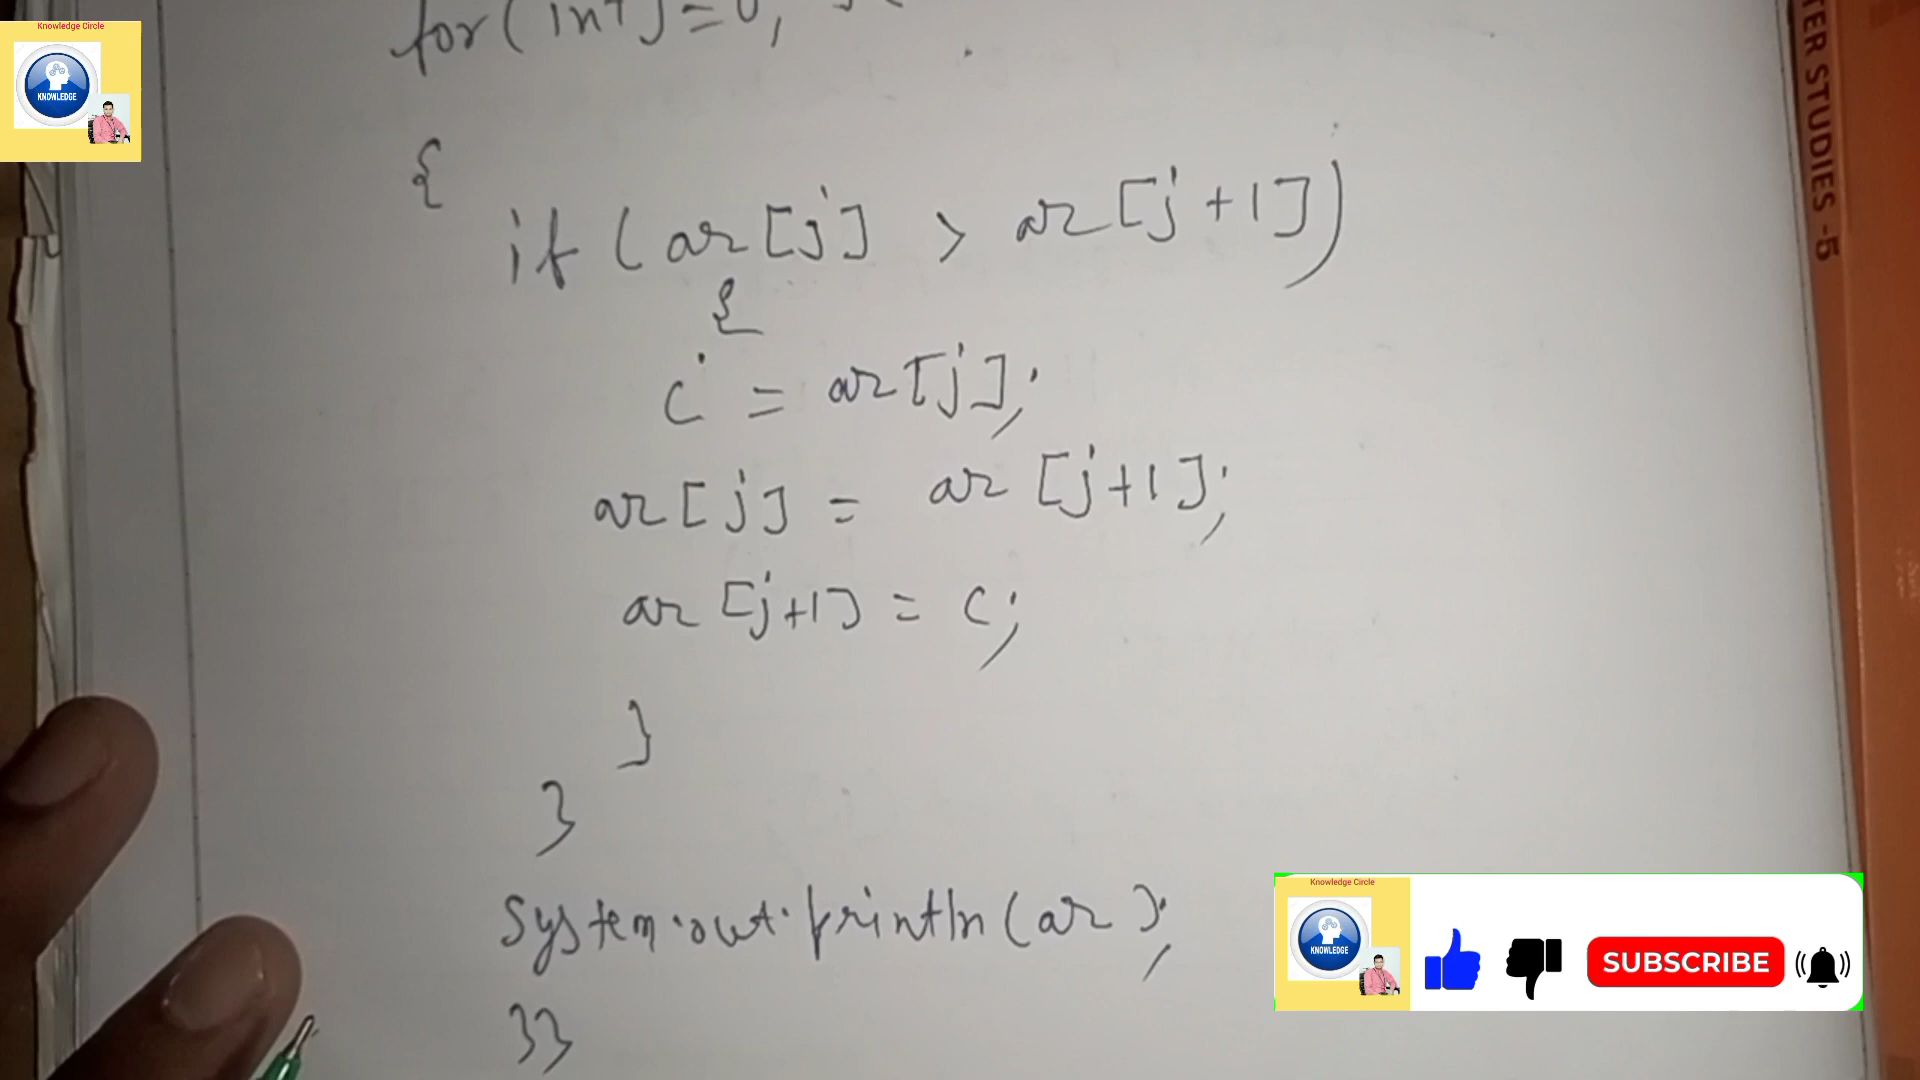 Knowledge Circle
KNOWLEDGE
for(int j=0;
{
if (ar[j] > ar[j+1])
{
c = ar[j];
ar[j] = ar[j+1];
ar[j+1] = c;
}
}
System.out.println(ar);
}}
TER STUDIES -5
Knowledge Circle
KNOWLEDGE
SUBSCRIBE